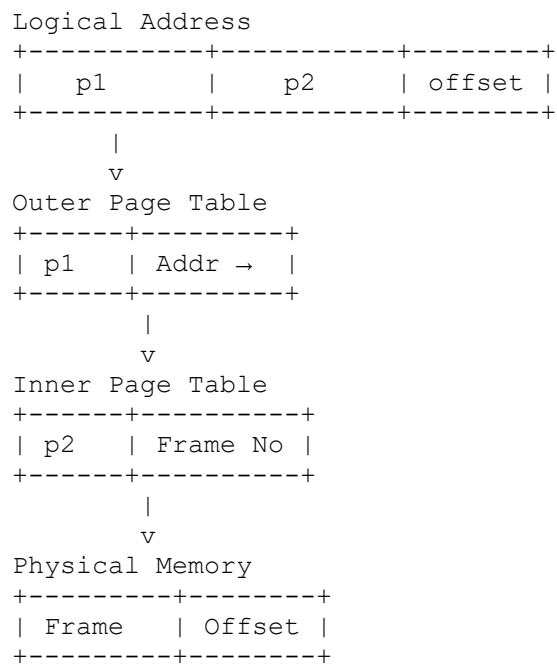 Logical Address
+-----------+-----------+--------+
|   p1      |    p2     | offset |
+-----------+-----------+--------+
      |
      v
Outer Page Table
+------+---------+
| p1   | Addr →  |
+------+---------+
        |
        v
Inner Page Table
+------+----------+
| p2   | Frame No |
+------+----------+
        |
        v
Physical Memory
+---------+--------+
| Frame   | Offset |
+---------+--------+